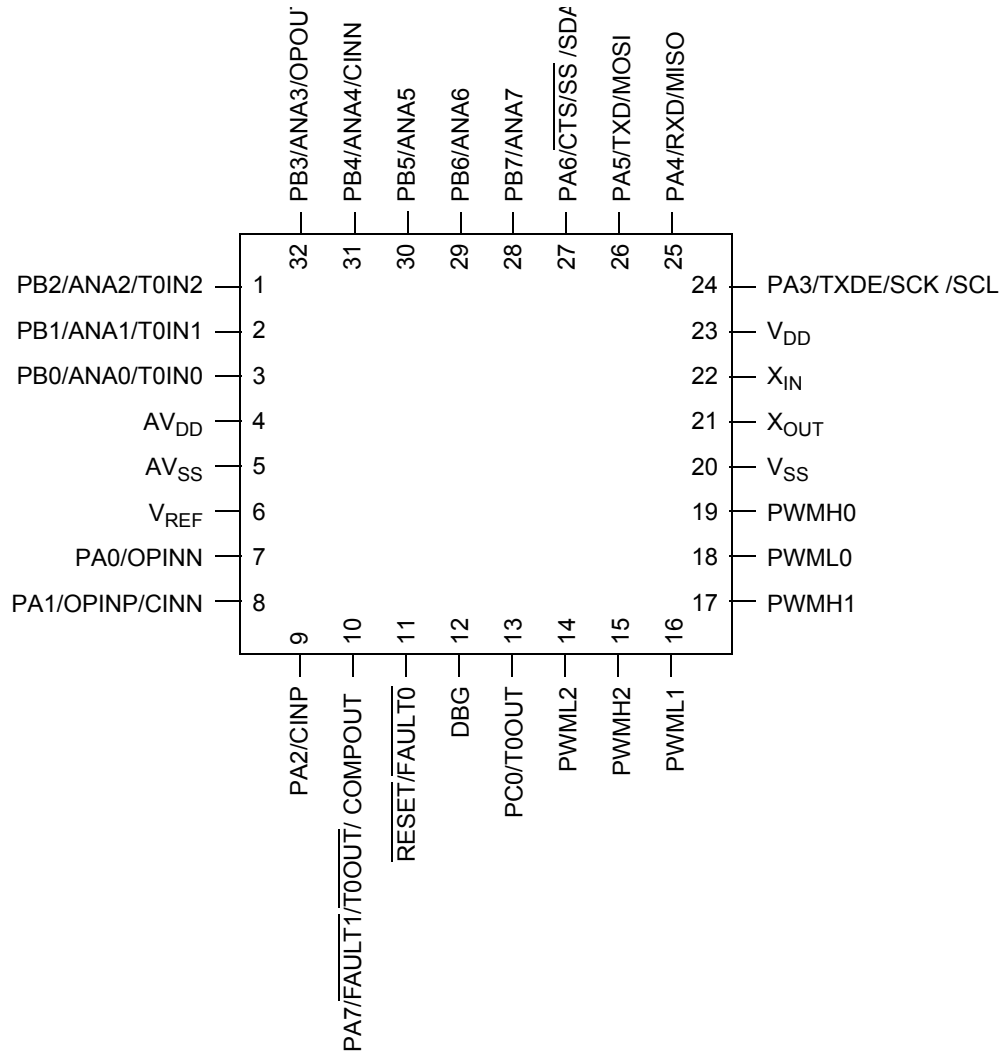 PB3/ANA3/OPOUT
PB4/ANA4/CINN
PB5/ANA5
PB6/ANA6
PB7/ANA7
PA6/CTS/SS /SDA
PA5/TXD/MOSI
PA4/RXD/MISO
32
31
30
29
28
27
26
25
PB2/ANA2/T0IN2 1
PB1/ANA1/T0IN1 2
PB0/ANA0/T0IN0 3
AVDD 4
AVSS 5
VREF 6
PA0/OPINN 7
PA1/OPINP/CINN 8
24 PA3/TXDE/SCK /SCL
23 VDD
22 XIN
21 XOUT
20 VSS
19 PWMH0
18 PWML0
17 PWMH1
9
10
11
12
13
14
15
16
PA2/CINP
PA7/FAULT1/T0OUT/ COMPOUT
RESET/FAULT0
DBG
PC0/T0OUT
PWML2
PWMH2
PWML1